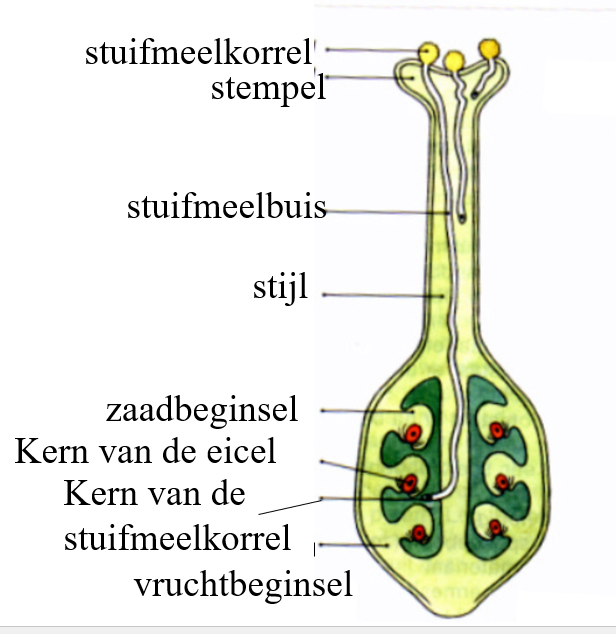 stuifmeelkorrel
stempel
stuifmeelbuis
stijl
zaadbeginsel
Kern van de eicel
Kern van de
stuifmeelkorrel
vruchtbeginsel